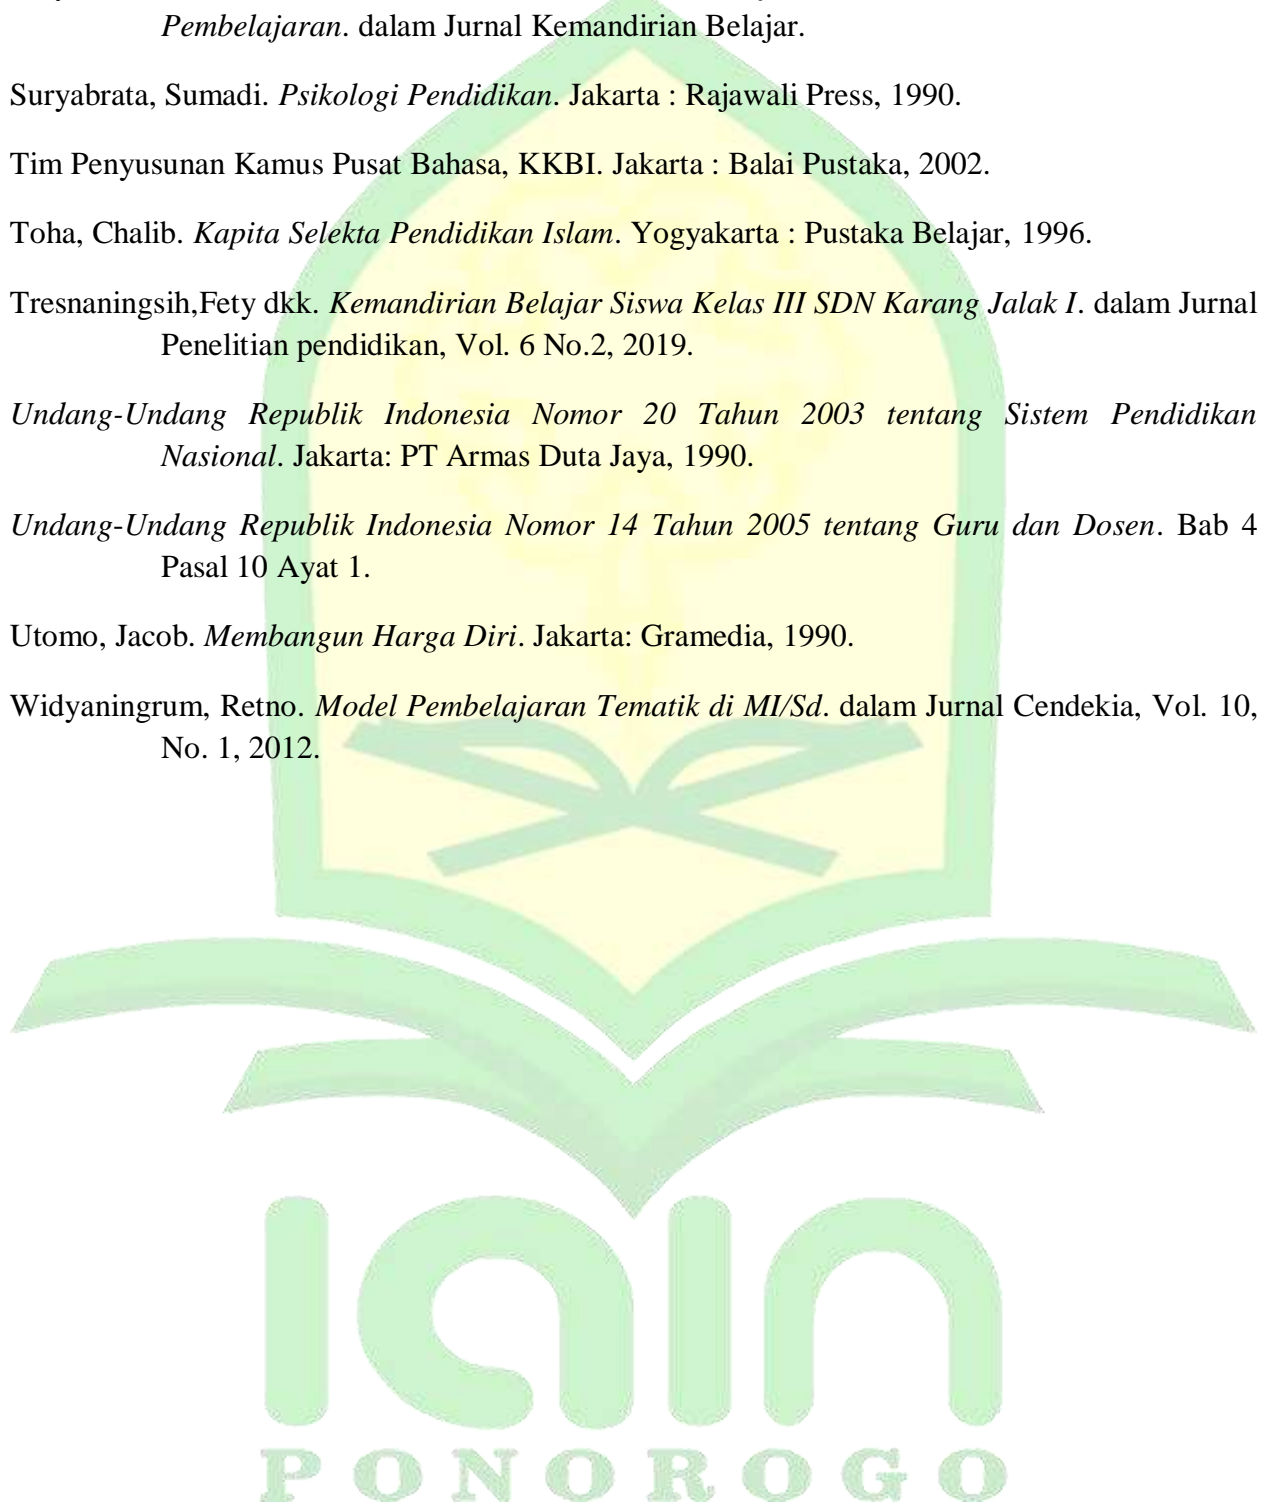 Pembelajaran. dalam Jurnal Kemandirian Belajar.
Suryabrata, Sumadi. Psikologi Pendidikan. Jakarta : Rajawali Press, 1990.
Tim Penyusunan Kamus Pusat Bahasa, KKBI. Jakarta : Balai Pustaka, 2002.
Toha, Chalib. Kapita Selekta Pendidikan Islam. Yogyakarta : Pustaka Belajar, 1996.
Tresnaningsih,Fety dkk. Kemandirian Belajar Siswa Kelas III SDN Karang Jalak I. dalam Jurnal
Penelitian pendidikan, Vol. 6 No.2, 2019.
Undang-Undang Republik Indonesia Nomor 20 Tahun 2003 tentang Sistem Pendidikan
Nasional. Jakarta: PT Armas Duta Jaya, 1990.
Undang-Undang Republik Indonesia Nomor 14 Tahun 2005 tentang Guru dan Dosen. Bab 4
Pasal 10 Ayat 1.
Utomo, Jacob. Membangun Harga Diri. Jakarta: Gramedia, 1990.
Widyaningrum, Retno. Model Pembelajaran Tematik di MI/Sd. dalam Jurnal Cendekia, Vol. 10,
No. 1, 2012.
iain
PONOROGO